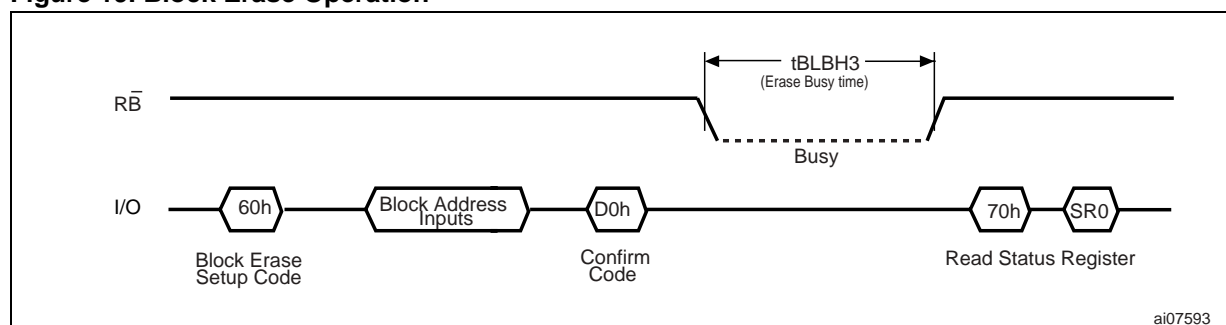 Figure 15. Block Erase Operation
tBLBH3
(Erase Busy time)
RB̅
Busy
I/O
60h
Block Address
Inputs
D0h
70h
SR0
Block Erase
Setup Code
Confirm
Code
Read Status Register
ai07593